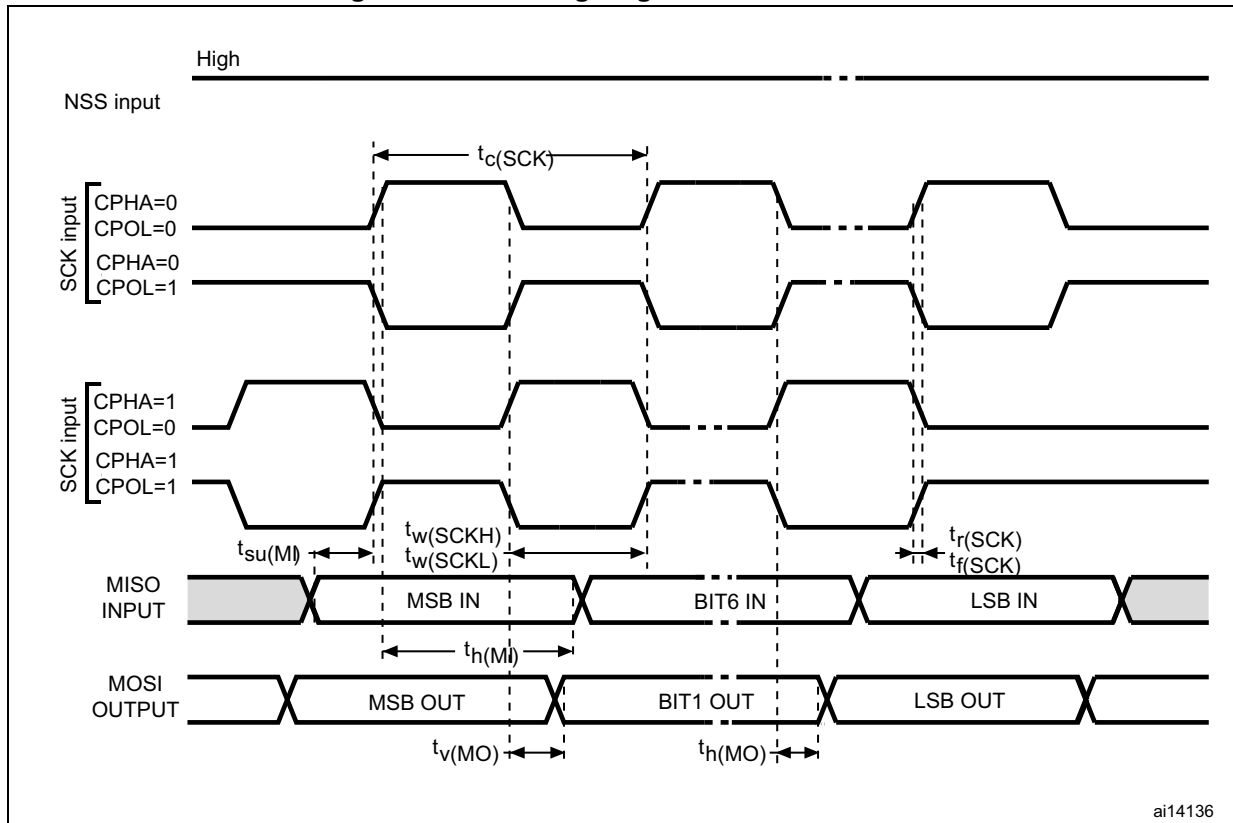 High
NSS input
tc(SCK)
SCK input
CPHA=0
CPOL=0
CPHA=0
CPOL=1
SCK input
CPHA=1
CPOL=0
CPHA=1
CPOL=1
tsu(MI)
tw(SCKH)
tw(SCKL)
tr(SCK)
tf(SCK)
MISO
INPUT
MSB IN
BIT6 IN
LSB IN
th(MI)
MOSI
OUTPUT
MSB OUT
BIT1 OUT
LSB OUT
tv(MO)
th(MO)
ai14136